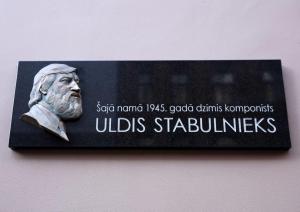 Šajā namā 1945. gadā dzimis komponists
ULDIS STABULNIEKS